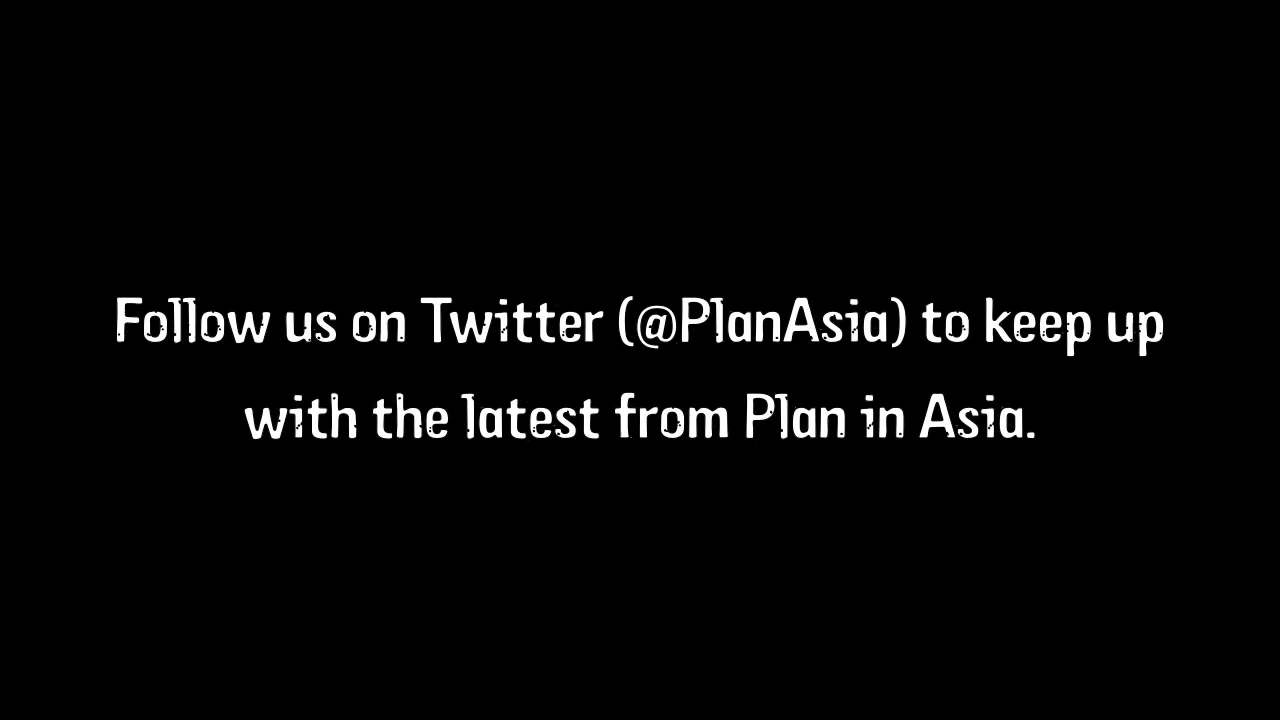 Follow us on Twitter (@PlanAsia) to keep up
with the latest from Plan in Asia.